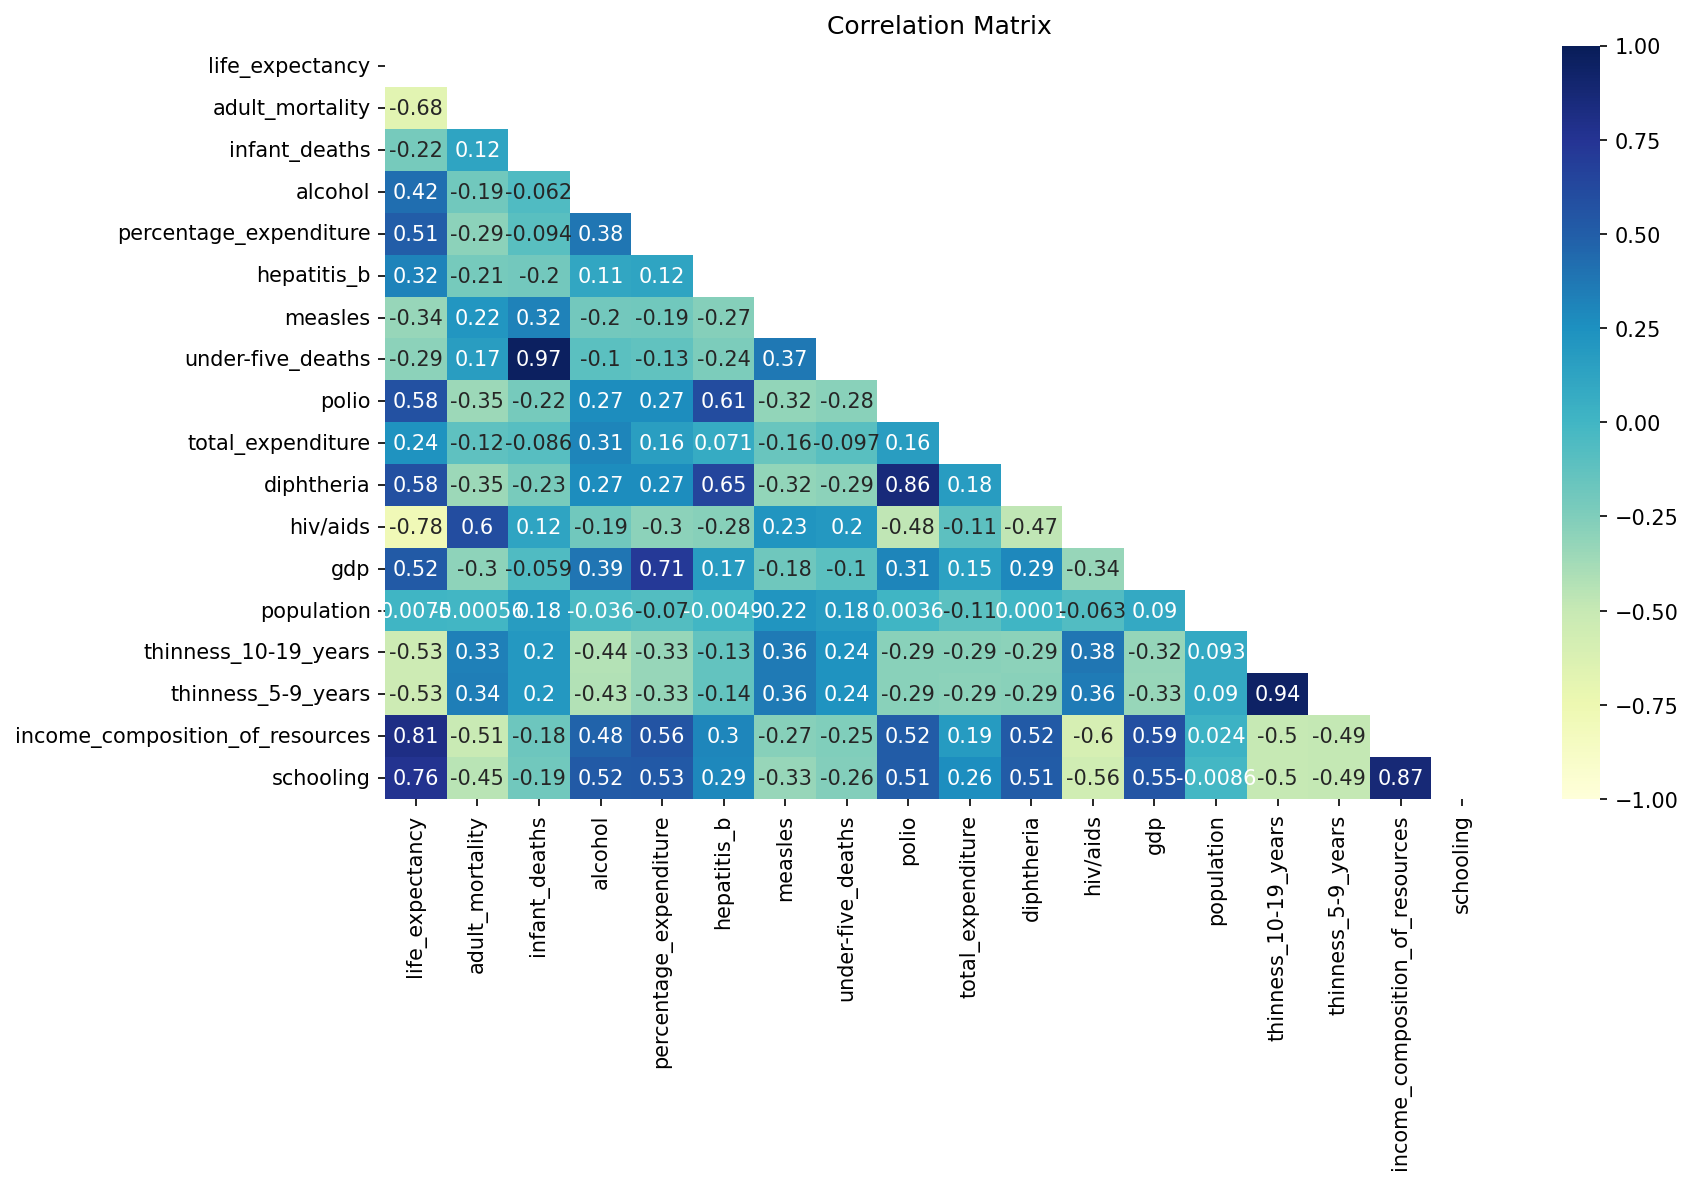 Correlation Matrix
life_expectancy
adult_mortality -0.68
infant_deaths -0.22 0.12
alcohol 0.42 -0.19 -0.062
percentage_expenditure 0.51 -0.29 -0.094 0.38
hepatitis_b 0.32 -0.21 -0.2 0.11 0.12
measles -0.34 0.22 0.32 -0.2 -0.19 -0.27
under-five_deaths -0.29 0.17 0.97 -0.1 -0.13 -0.24 0.37
polio 0.58 -0.35 -0.22 0.27 0.27 0.61 -0.32 -0.28
total_expenditure 0.24 -0.12 -0.086 0.31 0.16 0.071 -0.16 -0.097 0.16
diphtheria 0.58 -0.35 -0.23 0.27 0.27 0.65 -0.32 -0.29 0.86 0.18
hiv/aids -0.78 0.6 0.12 -0.19 -0.3 -0.28 0.23 0.2 -0.48 -0.11 -0.47
gdp 0.52 -0.3 -0.059 0.39 0.71 0.17 -0.18 -0.1 0.31 0.15 0.29 -0.34
population 0.18 -0.036 -0.07 -0.0049 0.22 0.18 0.0036 -0.11 -0.063 0.09
thinness_10-19_years -0.53 0.33 0.2 -0.44 -0.33 -0.13 0.36 0.24 -0.29 -0.29 -0.29 0.38 -0.32 0.093
thinness_5-9_years -0.53 0.34 0.2 -0.43 -0.33 -0.14 0.36 0.24 -0.29 -0.29 -0.29 0.36 -0.33 0.09 0.94
income_composition_of_resources 0.81 -0.51 -0.18 0.48 0.56 0.3 -0.27 -0.25 0.52 0.19 0.52 -0.6 0.59 0.024 -0.5 -0.49
schooling 0.76 -0.45 -0.19 0.52 0.53 0.29 -0.33 -0.26 0.51 0.26 0.51 -0.56 0.55 -0.0086 -0.5 -0.49 0.87
life_expectancy
adult_mortality
infant_deaths
alcohol
percentage_expenditure
hepatitis_b
measles
under-five_deaths
polio
total_expenditure
diphtheria
hiv/aids
gdp
population
thinness_10-19_years
thinness_5-9_years
income_composition_of_resources
schooling
1.00
0.75
0.50
0.25
0.00
−0.25
−0.50
−0.75
−1.00